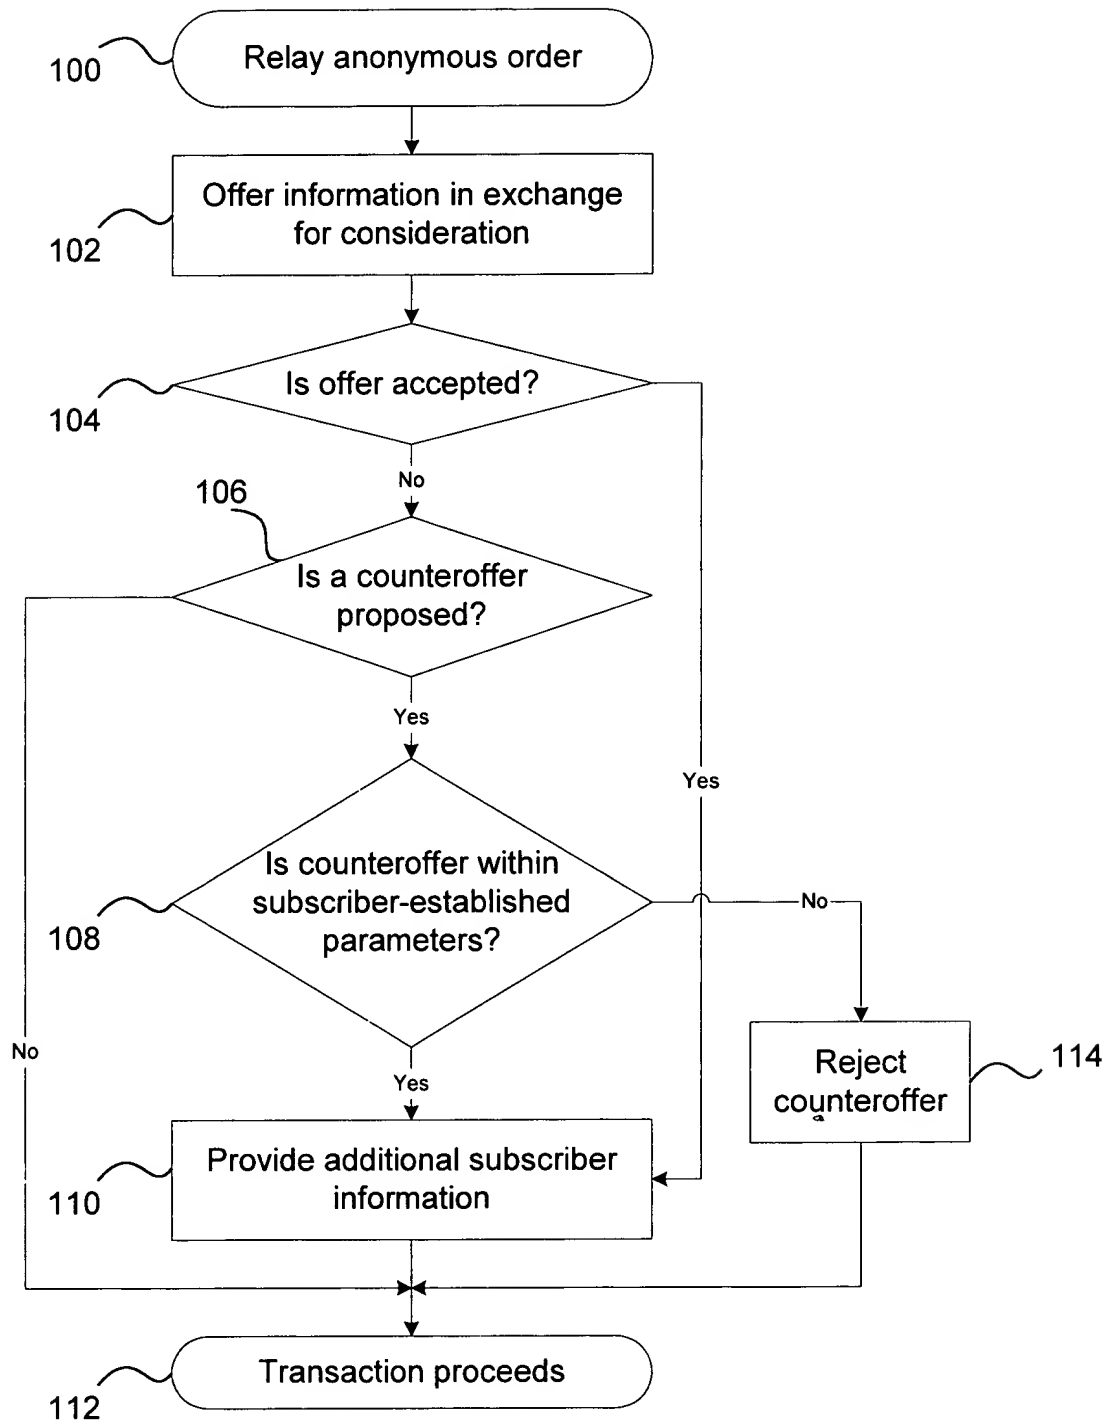 Relay anonymous order
100
Offer information in exchange
for consideration
102
Is offer accepted?
104
No
106
Is a counteroffer
proposed?
Yes
Yes
Is counteroffer within
subscriber-established
parameters?
No
108
No
Yes
Reject
counteroffer
114
Provide additional subscriber
information
110
Transaction proceeds
112